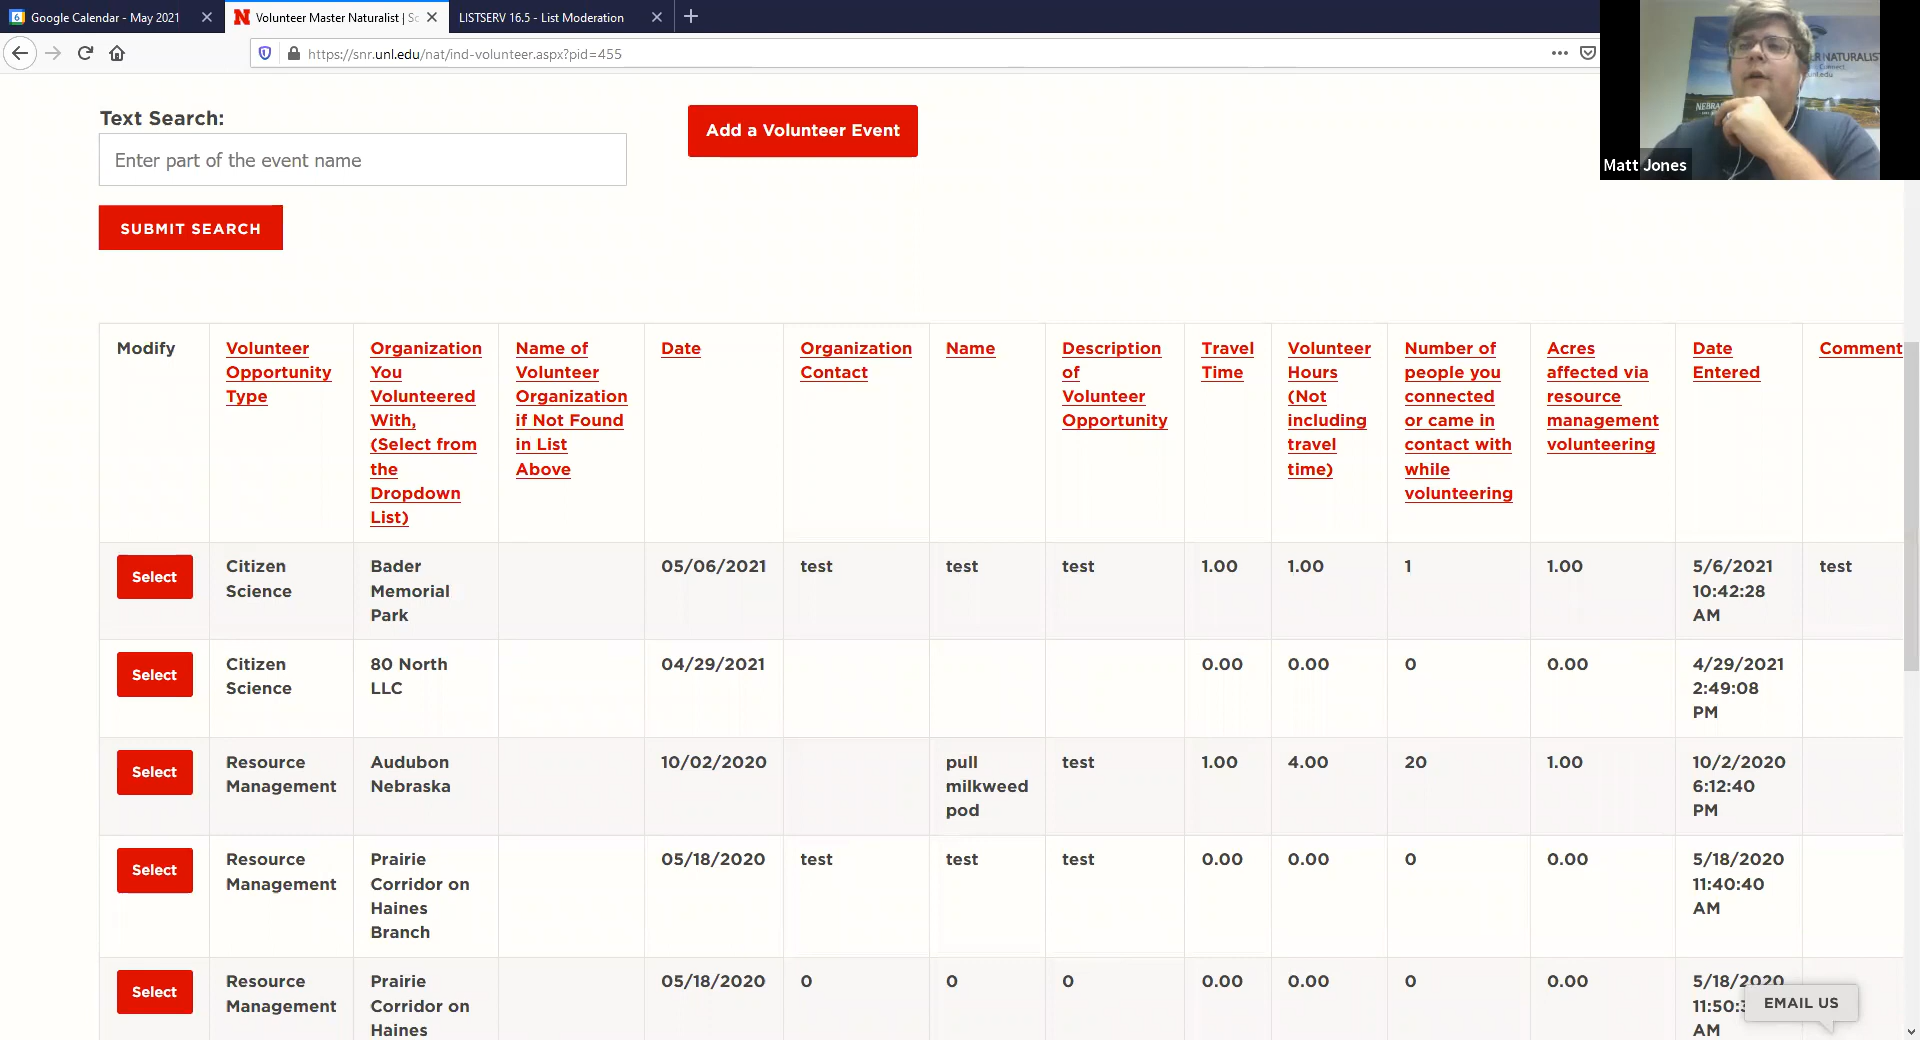 Google Calendar - May 2021
Volunteer Master Naturalist | Sc
LISTSERV 16.5 - List Moderation
https://snr.unl.edu/nat/ind-volunteer.aspx?pid=455
Text Search:
Enter part of the event name
SUBMIT SEARCH
Add a Volunteer Event
ER NATURALIST
Matt Jones
Modify
Volunteer
Opportunity
Type
Organization
You
Volunteered
With,
(Select from
the
Dropdown
List)
Name of
Volunteer
Organization
if Not Found
in List
Above
Date
Organization
Contact
Name
Description
of
Volunteer
Opportunity
Travel
Time
Volunteer
Hours
(Not
including
travel
time)
Number of
people you
connected
or came in
contact with
while
volunteering
Acres
affected via
resource
management
volunteering
Date
Entered
Comment
Select
Citizen
Science
Bader
Memorial
Park
05/06/2021
test
test
test
1.00
1.00
1
1.00
5/6/2021
10:42:28
AM
test
Select
Citizen
Science
80 North
LLC
04/29/2021
0.00
0.00
0
0.00
4/29/2021
2:49:08
PM
Select
Resource
Management
Audubon
Nebraska
10/02/2020
pull
milkweed
pod
test
1.00
4.00
20
1.00
10/2/2020
6:12:40
PM
Select
Resource
Management
Prairie
Corridor on
Haines
Branch
05/18/2020
test
test
test
0.00
0.00
0
0.00
5/18/2020
11:40:40
AM
Select
Resource
Management
Prairie
Corridor on
Haines
05/18/2020
0
0
0
0.00
0.00
0
0.00
5/18/2020
11:50:
AM
EMAIL US